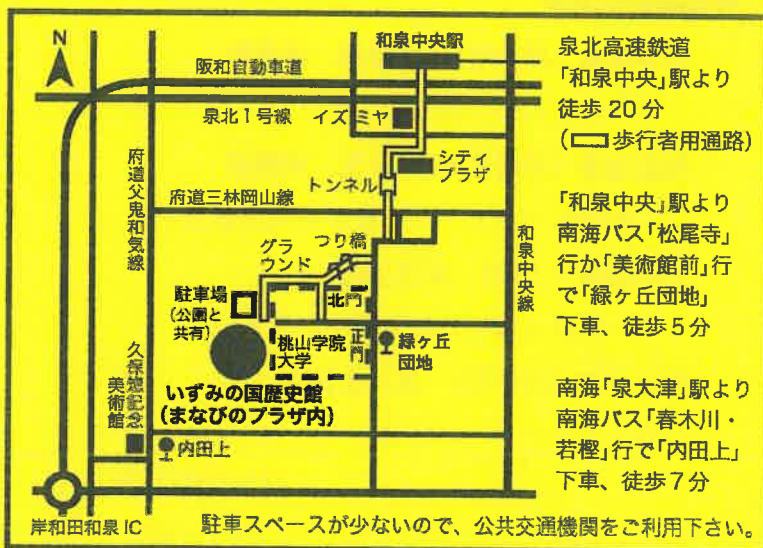 N
和泉中央駅
阪和自動車道
泉北1号線
イズミヤ
シティ
プラザ
トンネル
府道父鬼和気線
府道三林岡山線
つり橋
グラ
ウンド
和泉中央線
駐車場
(公園と
共有)
北門
桃山学院
大学
正門
緑ヶ丘
団地
久保惣記念
美術館
いずみの国歴史館
(まなびのプラザ内)
内田上
岸和田和泉IC
泉北高速鉄道
「和泉中央」駅より
徒歩20分
(歩行者用通路)
「和泉中央」駅より
南海バス「松尾寺」
行か「美術館前」行
で「緑ヶ丘団地」
下車、徒歩5分
南海「泉大津」駅より
南海バス「春木川・
若樫」行で「内田上」
下車、徒歩7分
駐車スペースが少ないので、公共交通機関をご利用下さい。